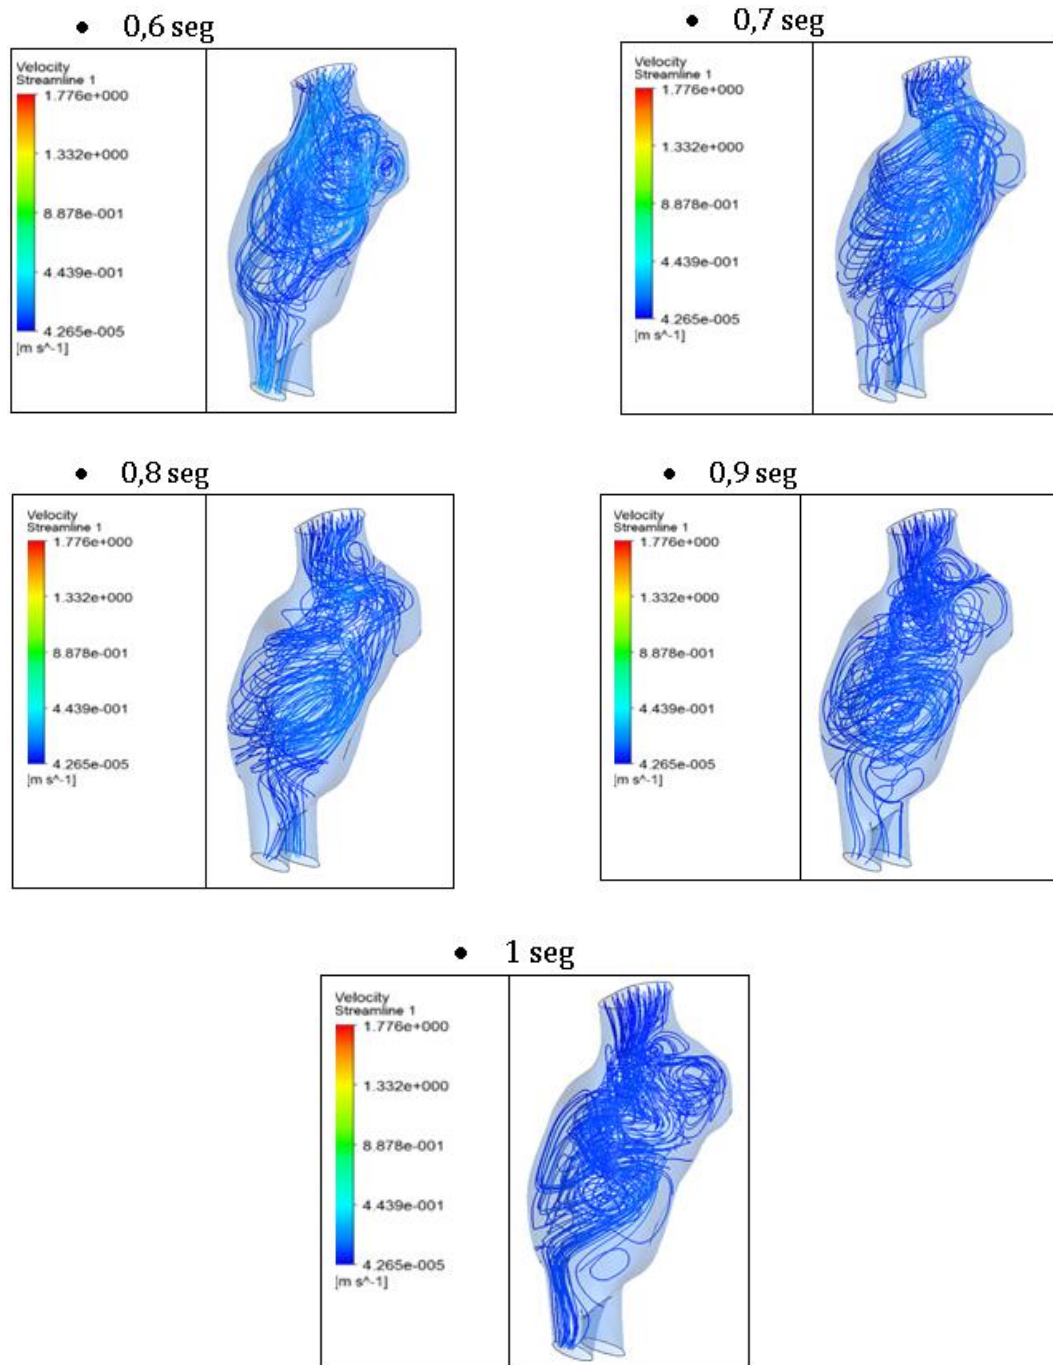 • 0,6 seg
Velocity
Streamline 1
1.776e+000
1.332e+000
8.878e-001
4.439e-001
4.265e-005
[m s^-1]
• 0,7 seg
Velocity
Streamline 1
1.776e+000
1.332e+000
8.878e-001
4.439e-001
4.265e-005
[m s^-1]
• 0,8 seg
Velocity
Streamline 1
1.776e+000
1.332e+000
8.878e-001
4.439e-001
4.265e-005
[m s^-1]
• 0,9 seg
Velocity
Streamline 1
1.776e+000
1.332e+000
8.878e-001
4.439e-001
4.265e-005
[m s^-1]
• 1 seg
Velocity
Streamline 1
1.776e+000
1.332e+000
8.878e-001
4.439e-001
4.265e-005
[m s^-1]